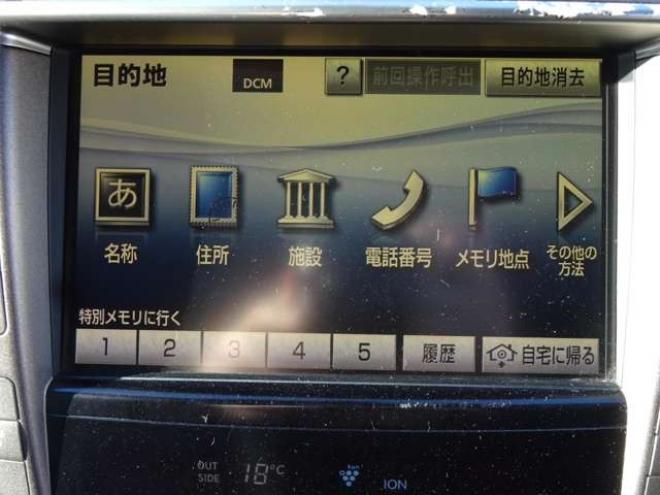 目的地 DCM ? 前回操作呼出 目的地消去
あ
名称 住所 施設 電話番号 メモリ地点 その他の
方法
特別メモリに行く
1 2 3 4 5 履歴 自宅に帰る
OUT
SIDE 18°C ION